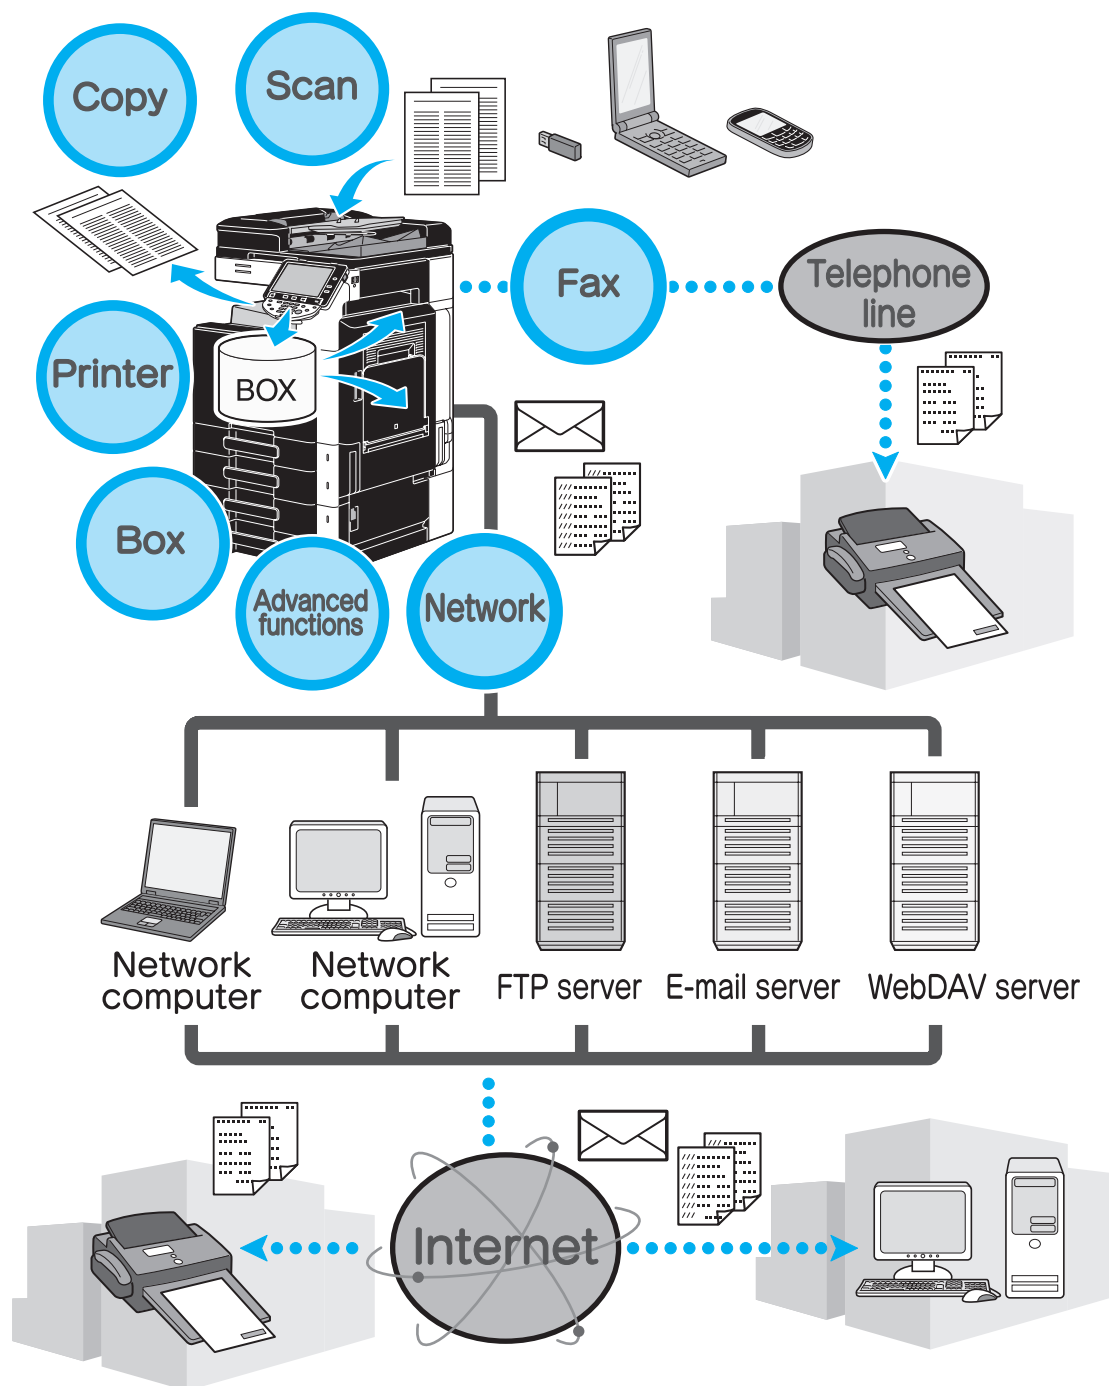 Copy
Scan
Fax
Telephone
line
Printer
BOX
Box
Advanced
functions
Network
Network
computer
Network
computer
FTP server
E-mail server
WebDAV server
Internet